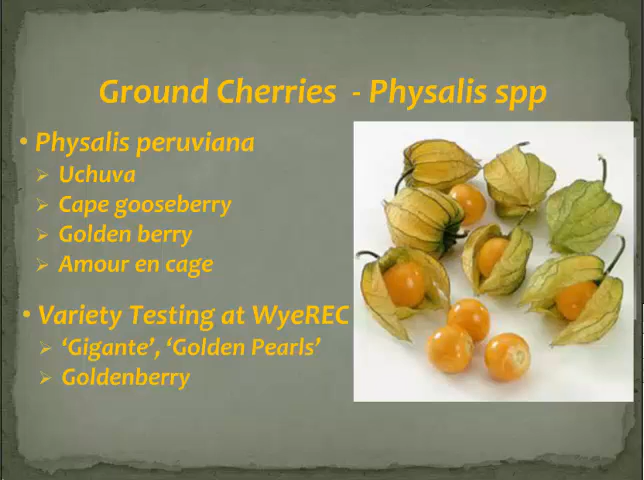 Ground Cherries - Physalis spp
• Physalis peruviana
➢ Uchuva
➢ Cape gooseberry
➢ Golden berry
➢ Amour en cage
• Variety Testing at WyeREC
➢ ‘Gigante’, ‘Golden Pearls’
➢ Goldenberry